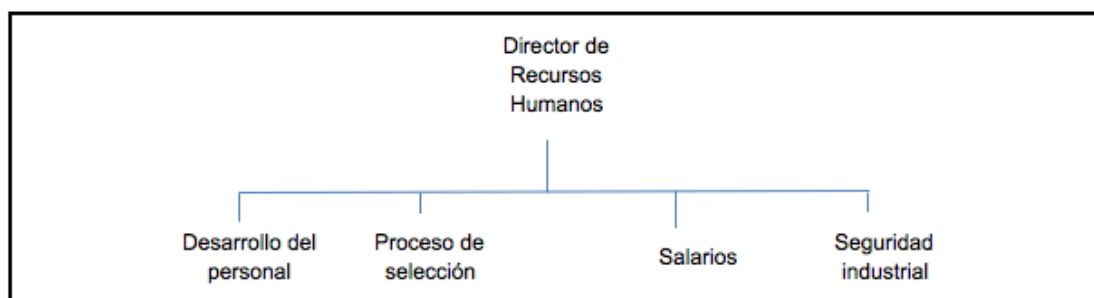 Director de
Recursos
Humanos
Desarrollo del
personal
Proceso de
selección
Salarios
Seguridad
industrial